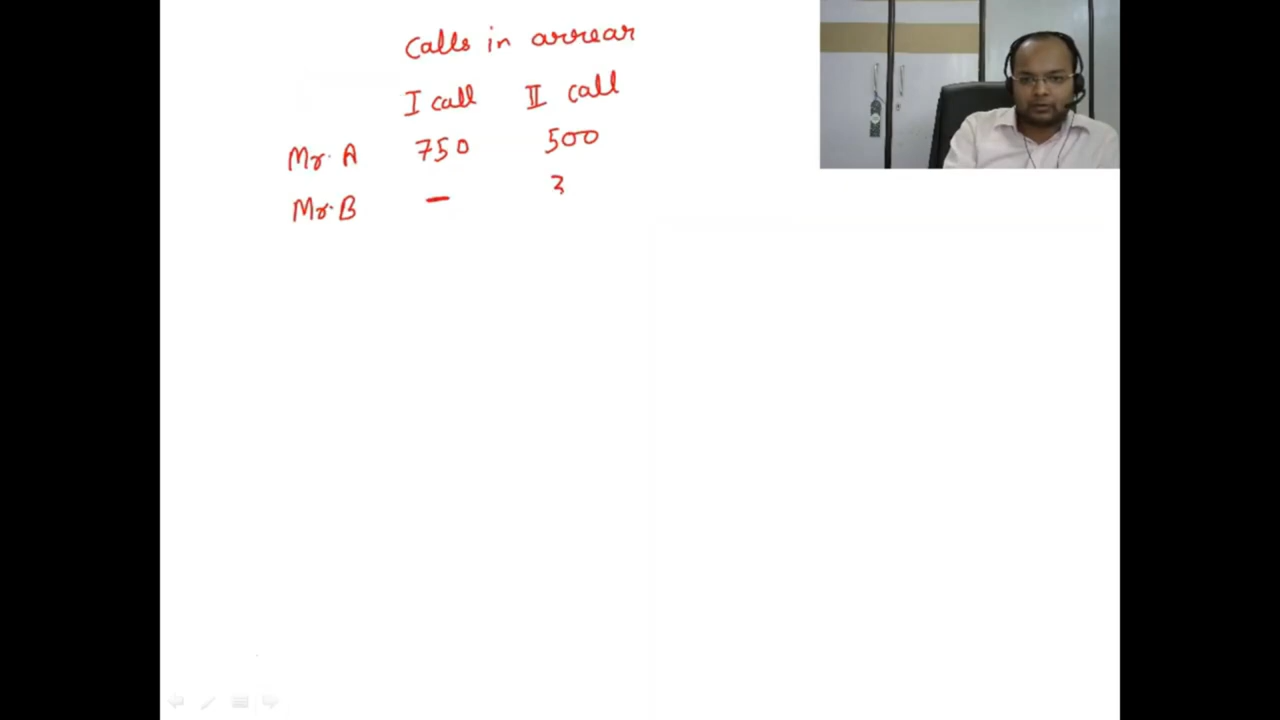 Calls in arrear
I call II call
Mr. A 750 500
Mr. B - 3